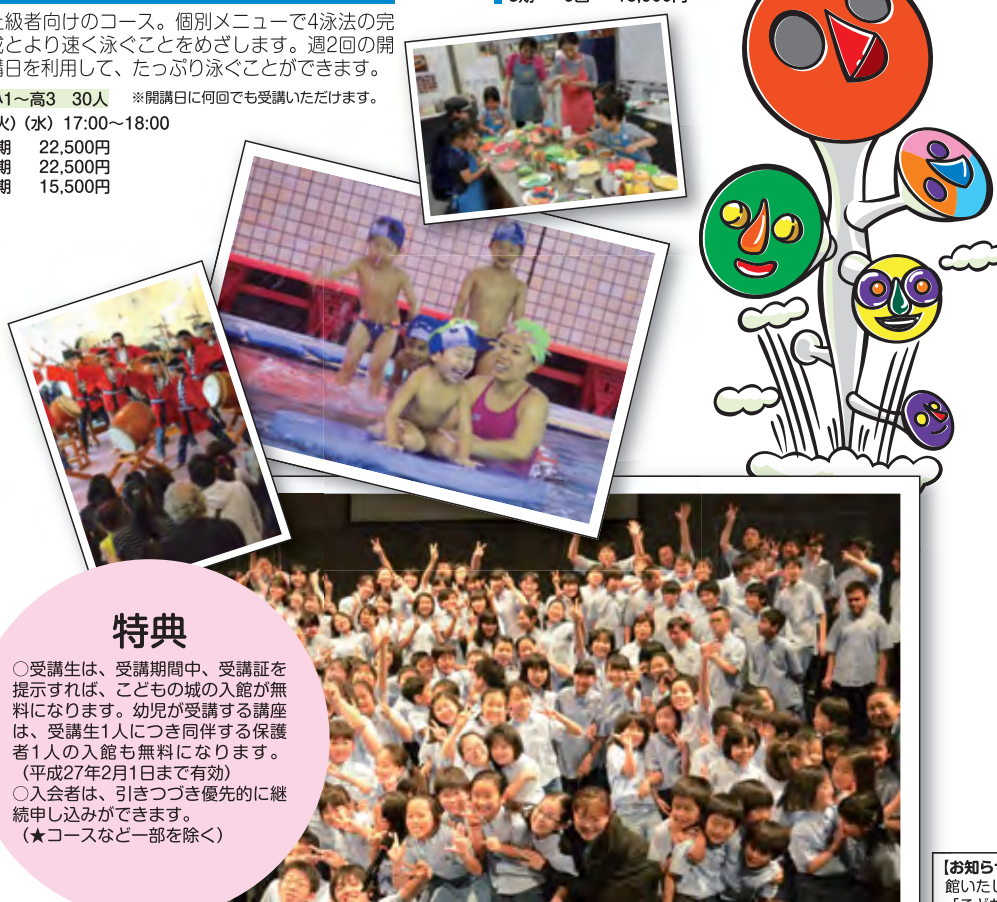 級者向けのコース。個別メニューで4泳法の完
とより速く泳ぐことをめざします。週2回の開
日を利用して、たっぷり泳ぐことができます。
1〜高3　30人　※開講日に何回でも受講いただけます。
火）（水）17:00〜18:00
期　22,500円
期　22,500円
期　15,500円
特典
○受講生は、受講期間中、受講証を
提示すれば、こどもの城の入館が無
料になります。幼児が受講する講座
は、受講生1人につき同伴する保護
者1人の入館も無料になります。
（平成27年2月1日まで有効）
○入会者は、引きつづき優先的に継
続申し込みができます。
（★コースなど一部を除く）
【お知ら
館いたし